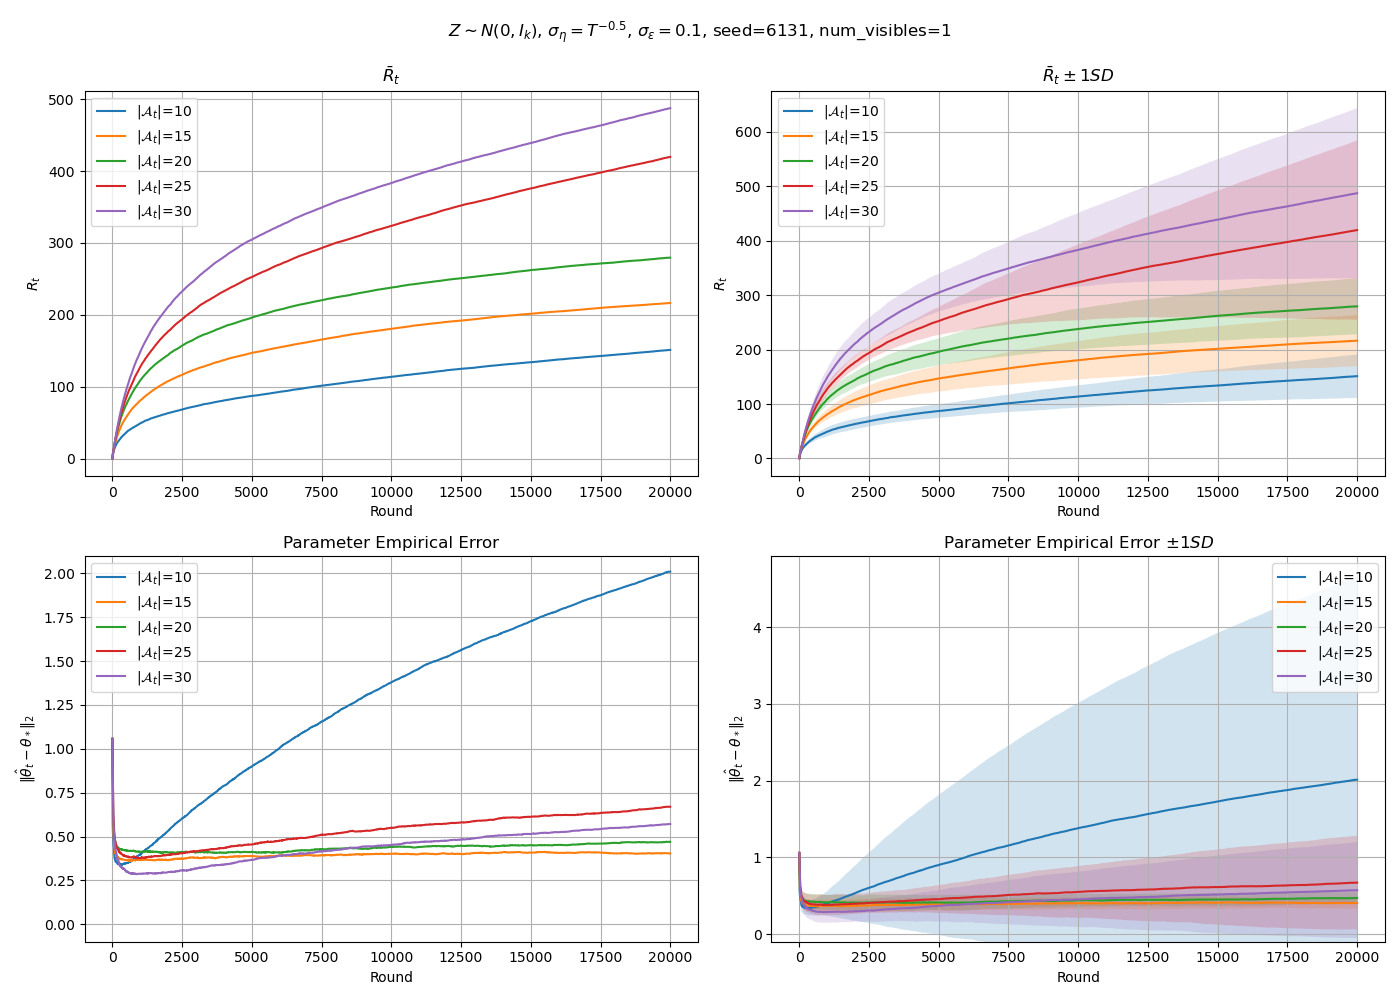 Z ~ N(0, I_k), σ_η = T^{-0.5}, σ_ε = 0.1, seed=6131, num_visibles=1
R̄_t
R_t
500
400
300
200
100
0
|𝒜_t|=10
|𝒜_t|=15
|𝒜_t|=20
|𝒜_t|=25
|𝒜_t|=30
0 2500 5000 7500 10000 12500 15000 17500 20000
Round
R̄_t ± 1SD
R_t
600
500
400
300
200
100
0
|𝒜_t|=10
|𝒜_t|=15
|𝒜_t|=20
|𝒜_t|=25
|𝒜_t|=30
0 2500 5000 7500 10000 12500 15000 17500 20000
Round
Parameter Empirical Error
‖θ̂_t − θ_*‖_2
2.00
1.75
1.50
1.25
1.00
0.75
0.50
0.25
0.00
|𝒜_t|=10
|𝒜_t|=15
|𝒜_t|=20
|𝒜_t|=25
|𝒜_t|=30
0 2500 5000 7500 10000 12500 15000 17500 20000
Round
Parameter Empirical Error ±1SD
‖θ̂_t − θ_*‖_2
4
3
2
1
0
|𝒜_t|=10
|𝒜_t|=15
|𝒜_t|=20
|𝒜_t|=25
|𝒜_t|=30
0 2500 5000 7500 10000 12500 15000 17500 20000
Round